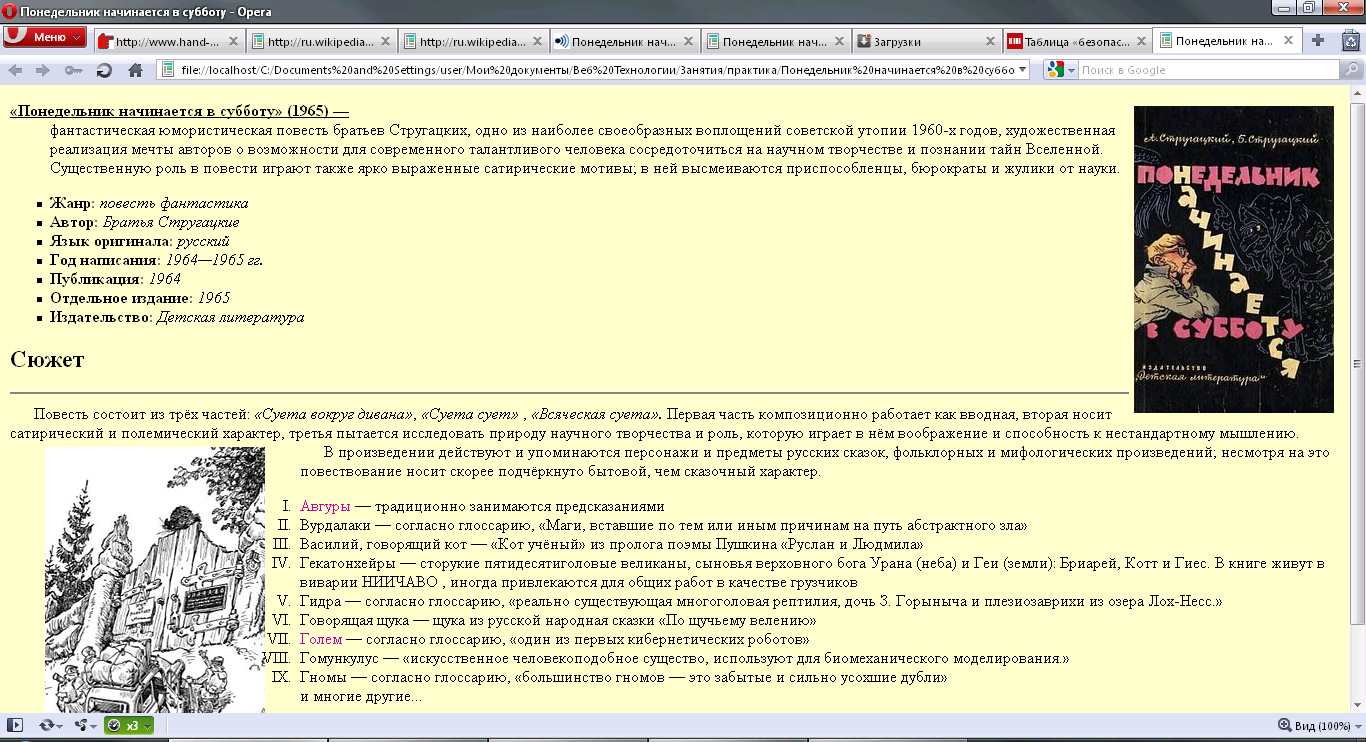 Понедельник начинается в субботу - Opera
Меню
http://www.hand-...
http://ru.wikipedia...
http://ru.wikipedia...
Понедельник нач...
Понедельник нач...
Загрузки
Таблица «безопас...
Понедельник на...
file://localhost/C:/Documents%20and%20Settings/user/Мои%20документы/Веб%20Технологии/Занятия/практика/Понедельник%20начинается%20в%20суббо
Поиск в Google
«Понедельник начинается в субботу» (1965) —
фантастическая юмористическая повесть братьев Стругацких, одно из наиболее своеобразных воплощений советской утопии 1960-х годов, художественная
реализация мечты авторов о возможности для современного талантливого человека сосредоточиться на научном творчестве и познании тайн Вселенной.
Существенную роль в повести играют также ярко выраженные сатирические мотивы; в ней высмеиваются приспособленцы, бюрократы и жулики от науки.
А. Стругацкий, Б. Стругацкий
ПОНЕДЕЛЬНИК
НАЧИНАЕТСЯ
В СУББОТУ
ИЗДАТЕЛЬСТВО
„Детская литература“
▪ Жанр: повесть фантастика
▪ Автор: Братья Стругацкие
▪ Язык оригинала: русский
▪ Год написания: 1964—1965 гг.
▪ Публикация: 1964
▪ Отдельное издание: 1965
▪ Издательство: Детская литература
Сюжет
Повесть состоит из трёх частей: «Суета вокруг дивана», «Суета сует» , «Всяческая суета». Первая часть композиционно работает как вводная, вторая носит
сатирический и полемический характер, третья пытается исследовать природу научного творчества и роль, которую играет в нём воображение и способность к нестандартному мышлению.
В произведении действуют и упоминаются персонажи и предметы русских сказок, фольклорных и мифологических произведений; несмотря на это
повествование носит скорее подчёркнуто бытовой, чем сказочный характер.
I. Авгуры — традиционно занимаются предсказаниями
II. Вурдалаки — согласно глоссарию, «Маги, вставшие по тем или иным причинам на путь абстрактного зла»
III. Василий, говорящий кот — «Кот учёный» из пролога поэмы Пушкина «Руслан и Людмила»
IV. Гекатонхейры — сторукие пятидесятиголовые великаны, сыновья верховного бога Урана (неба) и Геи (земли): Бриарей, Котт и Гиес. В книге живут в
виварии НИИЧАВО , иногда привлекаются для общих работ в качестве грузчиков
V. Гидра — согласно глоссарию, «реально существующая многоголовая рептилия, дочь З. Горыныча и плезиозаврихи из озера Лох-Несс.»
VI. Говорящая щука — щука из русской народная сказки «По щучьему велению»
VII. Голем — согласно глоссарию, «один из первых кибернетических роботов»
VIII. Гомункулус — «искусственное человекоподобное существо, используют для биомеханического моделирования.»
IX. Гномы — согласно глоссарию, «большинство гномов — это забытые и сильно усохшие дубли»
и многие другие...
x3
Вид (100%)